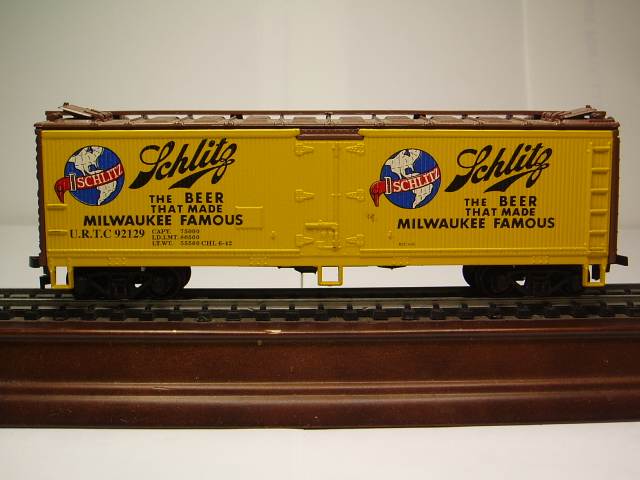 SCHLITZ
Schlitz
THE BEER
THAT MADE
MILWAUKEE FAMOUS
U.R.T.C 92129
CAPY. 75000
LD.LMT. 80500
LT.WT. 55500 CHI. 6-42
SCHLITZ
Schlitz
THE BEER
THAT MADE
MILWAUKEE FAMOUS